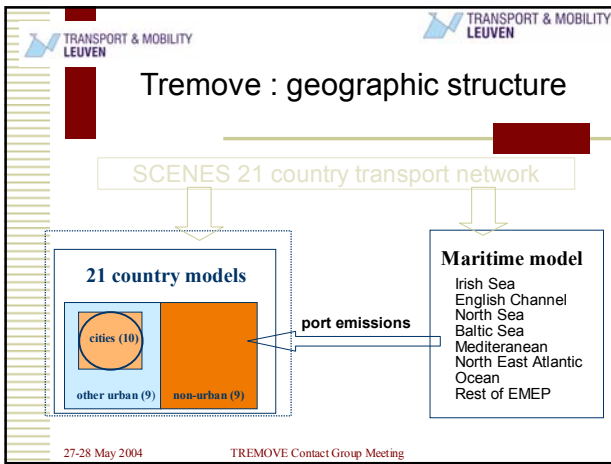 TRANSPORT & MOBILITY
LEUVEN
TRANSPORT & MOBILITY
LEUVEN
Tremove : geographic structure
SCENES 21 country transport network
21 country models
cities (10)
other urban (9)
non-urban (9)
port emissions
Maritime model
Irish Sea
English Channel
North Sea
Baltic Sea
Mediteranean
North East Atlantic
Ocean
Rest of EMEP
27-28 May 2004
TREMOVE Contact Group Meeting